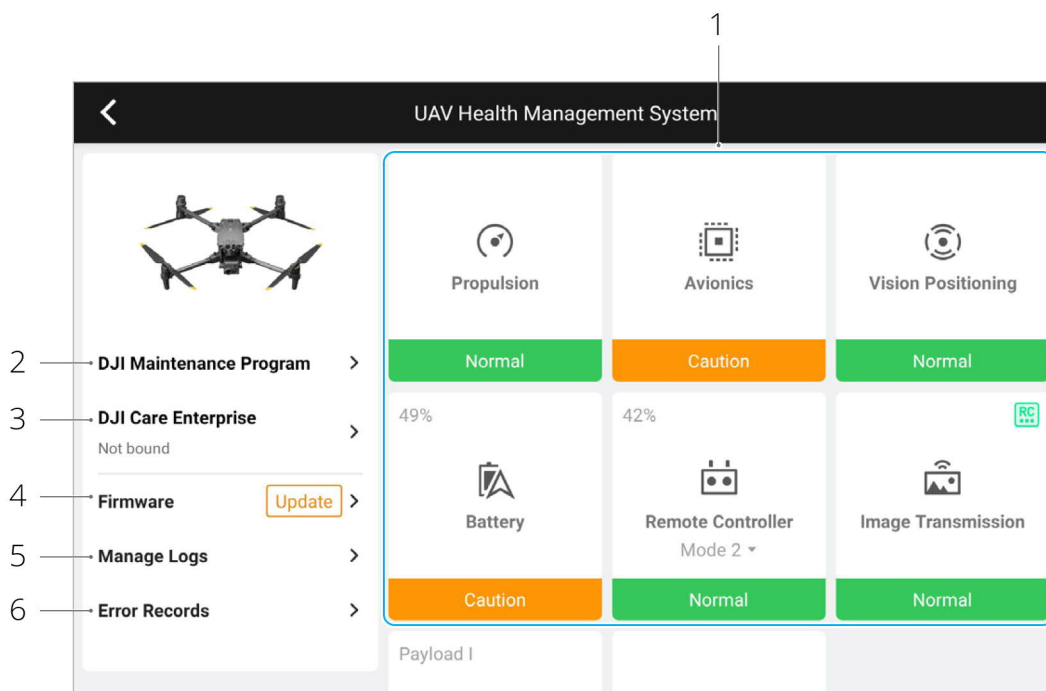 1
UAV Health Management System
2
DJI Maintenance Program
3
DJI Care Enterprise
Not bound
4
Firmware
Update
5
Manage Logs
6
Error Records
Propulsion
Normal
Avionics
Caution
Vision Positioning
Normal
49%
Battery
Caution
42%
Remote Controller
Mode 2
Normal
RC
Image Transmission
Normal
Payload I